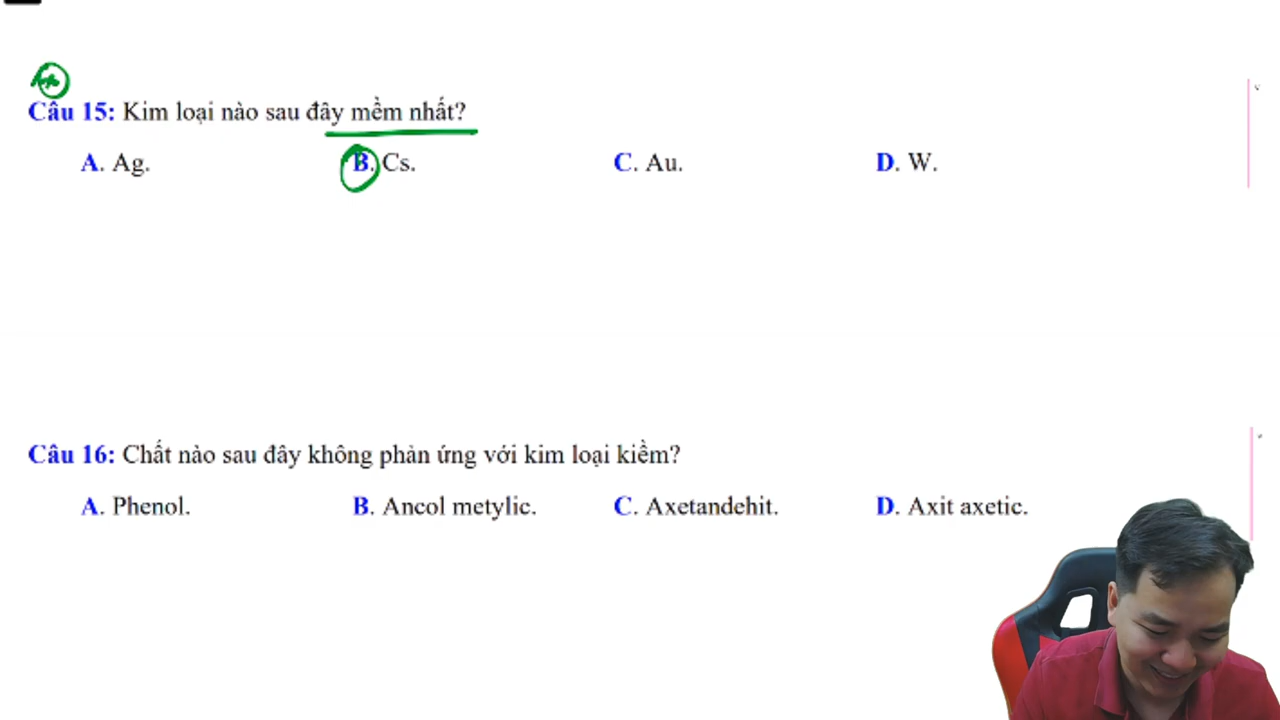 Câu 15: Kim loại nào sau đây mềm nhất?
A. Ag. B. Cs. C. Au. D. W.
Câu 16: Chất nào sau đây không phản ứng với kim loại kiềm?
A. Phenol. B. Ancol metylic. C. Axetandehit. D. Axit axetic.